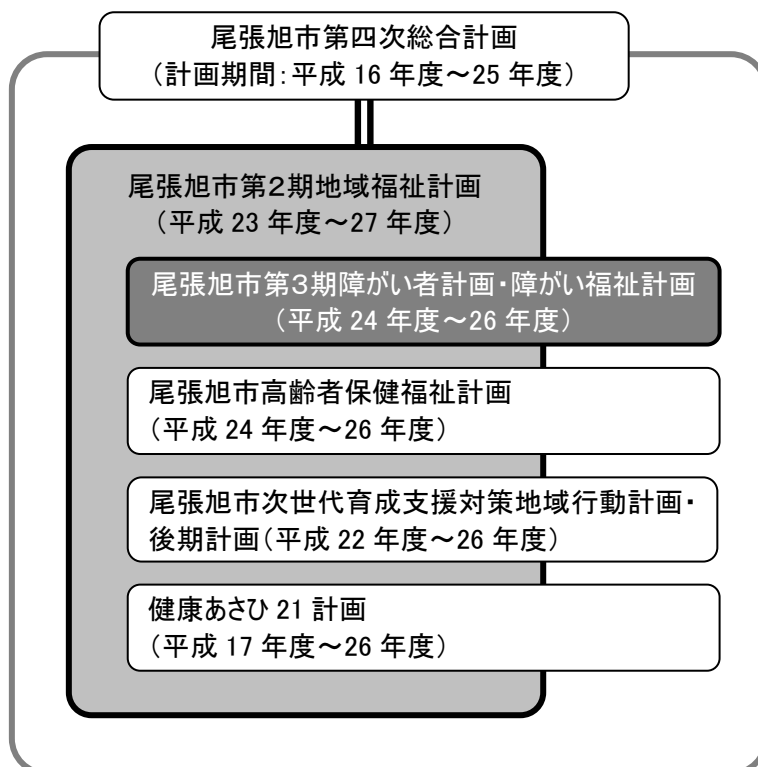 尾張旭市第四次総合計画
（計画期間：平成 16 年度～25 年度）
尾張旭市第２期地域福祉計画
（平成 23 年度～27 年度）
尾張旭市第３期障がい者計画・障がい福祉計画
（平成 24 年度～26 年度）
尾張旭市高齢者保健福祉計画
（平成 24 年度～26 年度）
尾張旭市次世代育成支援対策地域行動計画・
後期計画（平成 22 年度～26 年度）
健康あさひ 21 計画
（平成 17 年度～26 年度）